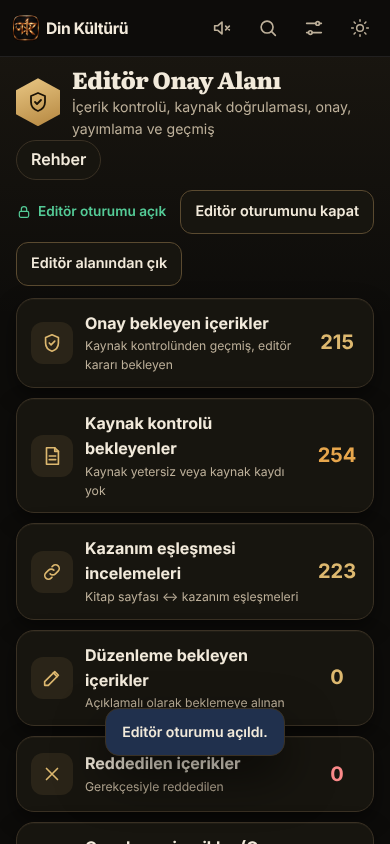 Din Kültürü
Editör Onay Alanı
İçerik kontrolü, kaynak doğrulaması, onay,
yayımlama ve geçmiş
Rehber
Editör oturumu açık
Editör oturumunu kapat
Editör alanından çık
Onay bekleyen içerikler
Kaynak kontrolünden geçmiş, editör
kararı bekleyen
215
Kaynak kontrolü
bekleyenler
Kaynak yetersiz veya kaynak kaydı
yok
254
Kazanım eşleşmesi
incelemeleri
Kitap sayfası ↔ kazanım eşleşmeleri
223
Düzenleme bekleyen
içerikler
Açıklamalı olarak beklemeye alınan
0
Editör oturumu açıldı.
Reddedilen içerikler
Gerekçesiyle reddedilen
0